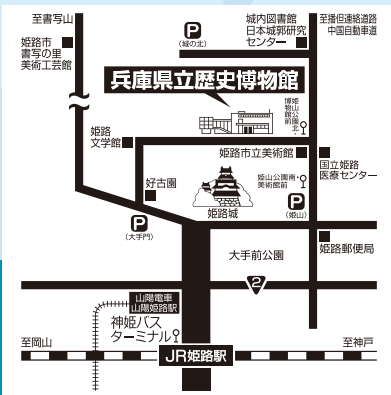 至書写山
P
(城の北)
城内図書館
日本城郭研究
センター
至播但連絡道路
中国自動車道
姫路市
書写の里
美術工芸館
兵庫県立歴史博物館
姫山公園北・
博物館前
姫路
文学館
姫路市立美術館
国立姫路
医療センター
好古園
姫山公園南・
美術館前
P
(姫山)
姫路城
P
(大手門)
姫路郵便局
大手前公園
2
山陽電車
山陽姫路駅
神姫バス
ターミナル
至岡山
JR姫路駅
至神戸